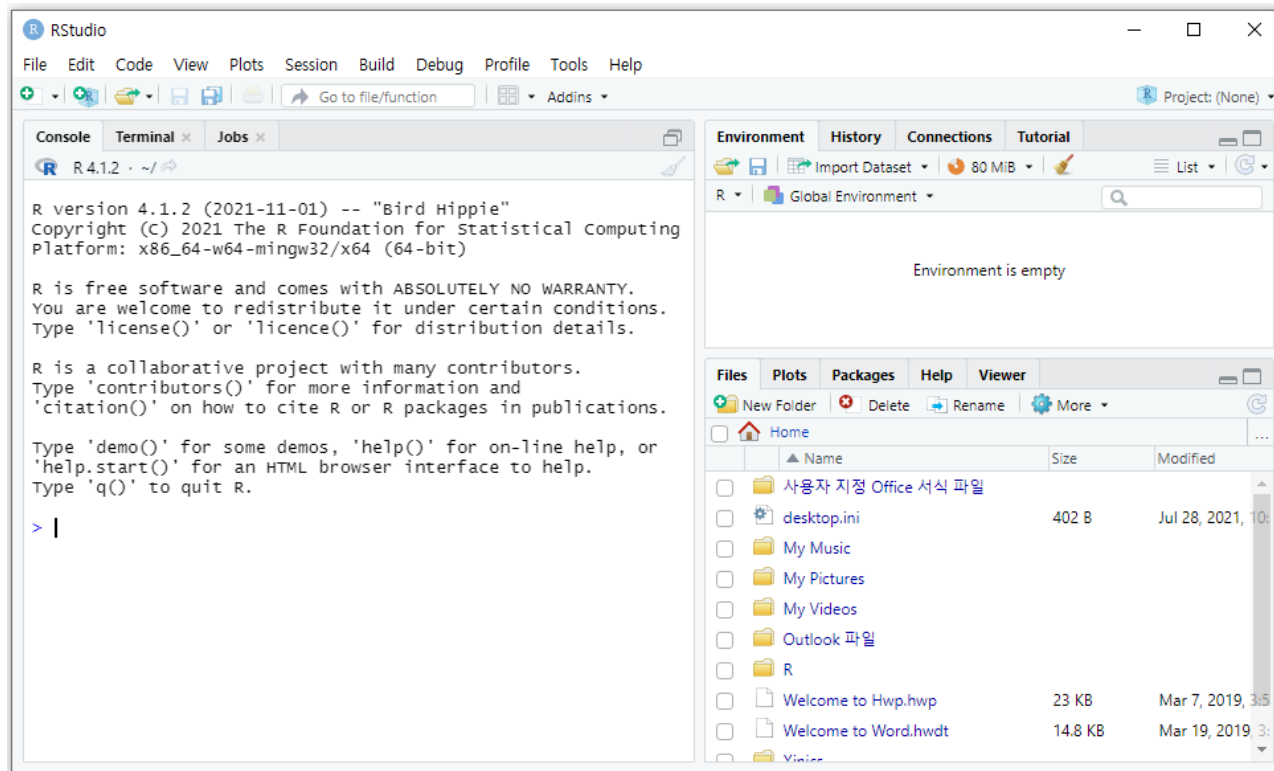 RStudio
File Edit Code View Plots Session Build Debug Profile Tools Help
Go to file/function Addins Project: (None)
Console Terminal Jobs
R 4.1.2 · ~/
R version 4.1.2 (2021-11-01) -- "Bird Hippie"
Copyright (C) 2021 The R Foundation for Statistical Computing
Platform: x86_64-w64-mingw32/x64 (64-bit)
R is free software and comes with ABSOLUTELY NO WARRANTY.
You are welcome to redistribute it under certain conditions.
Type 'license()' or 'licence()' for distribution details.
R is a collaborative project with many contributors.
Type 'contributors()' for more information and
'citation()' on how to cite R or R packages in publications.
Type 'demo()' for some demos, 'help()' for on-line help, or
'help.start()' for an HTML browser interface to help.
Type 'q()' to quit R.
>
Environment History Connections Tutorial
Import Dataset 80 MiB List
R Global Environment
Environment is empty
Files Plots Packages Help Viewer
New Folder Delete Rename More
Home ...
Name Size Modified
사용자 지정 Office 서식 파일
desktop.ini 402 B Jul 28, 2021, 10:
My Music
My Pictures
My Videos
Outlook 파일
R
Welcome to Hwp.hwp 23 KB Mar 7, 2019, 3:5
Welcome to Word.hwdt 14.8 KB Mar 19, 2019, 3: